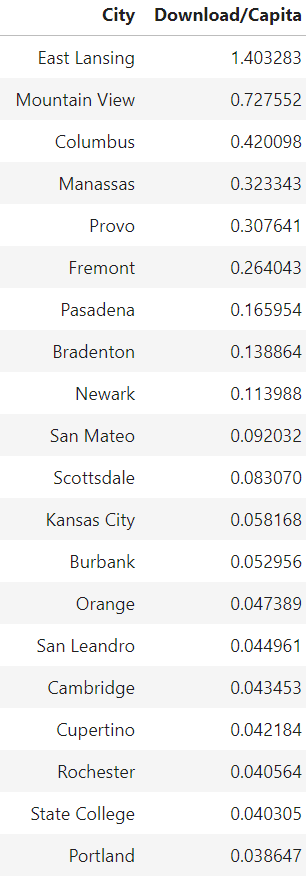 City Download/Capita
East Lansing 1.403283
Mountain View 0.727552
Columbus 0.420098
Manassas 0.323343
Provo 0.307641
Fremont 0.264043
Pasadena 0.165954
Bradenton 0.138864
Newark 0.113988
San Mateo 0.092032
Scottsdale 0.083070
Kansas City 0.058168
Burbank 0.052956
Orange 0.047389
San Leandro 0.044961
Cambridge 0.043453
Cupertino 0.042184
Rochester 0.040564
State College 0.040305
Portland 0.038647